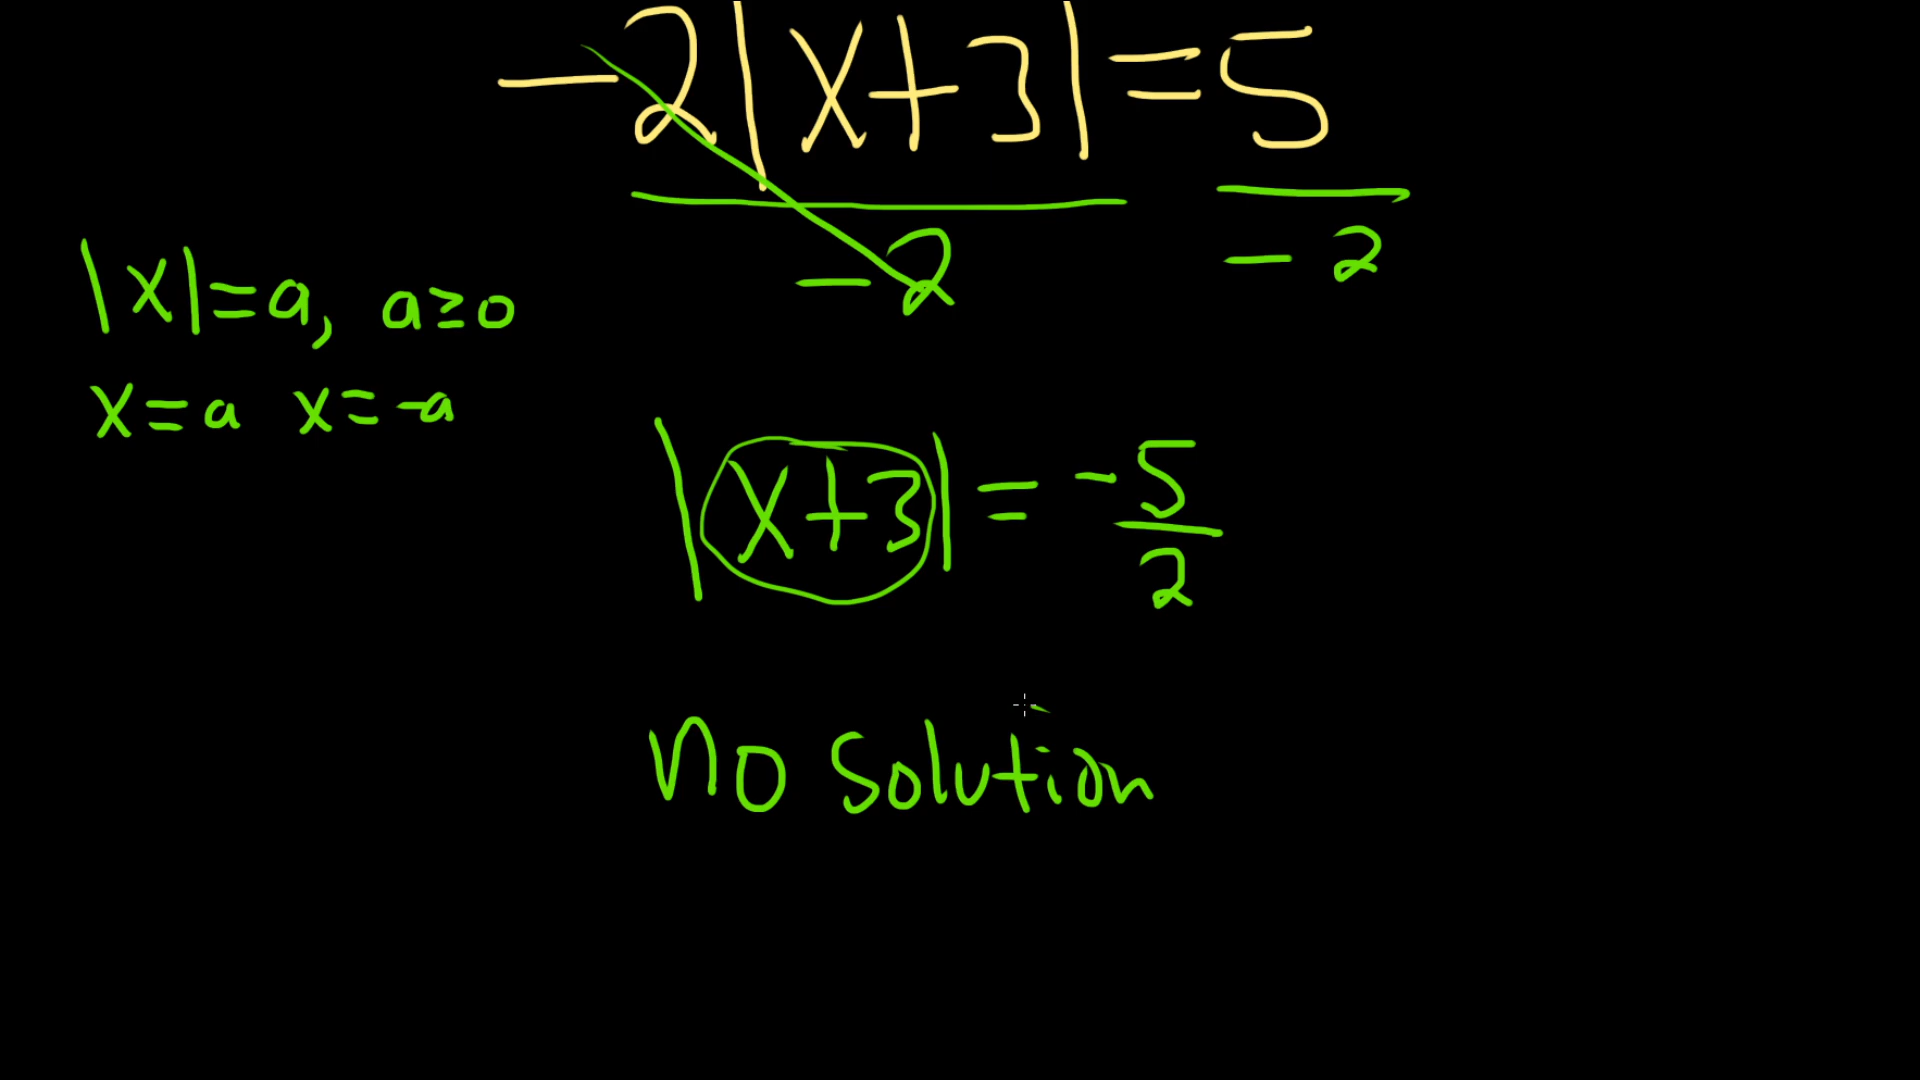 -2|x+3|=5
-2 -2
|x|=a, a≥0
x=a x=-a
|x+3|=-5/2
no solution